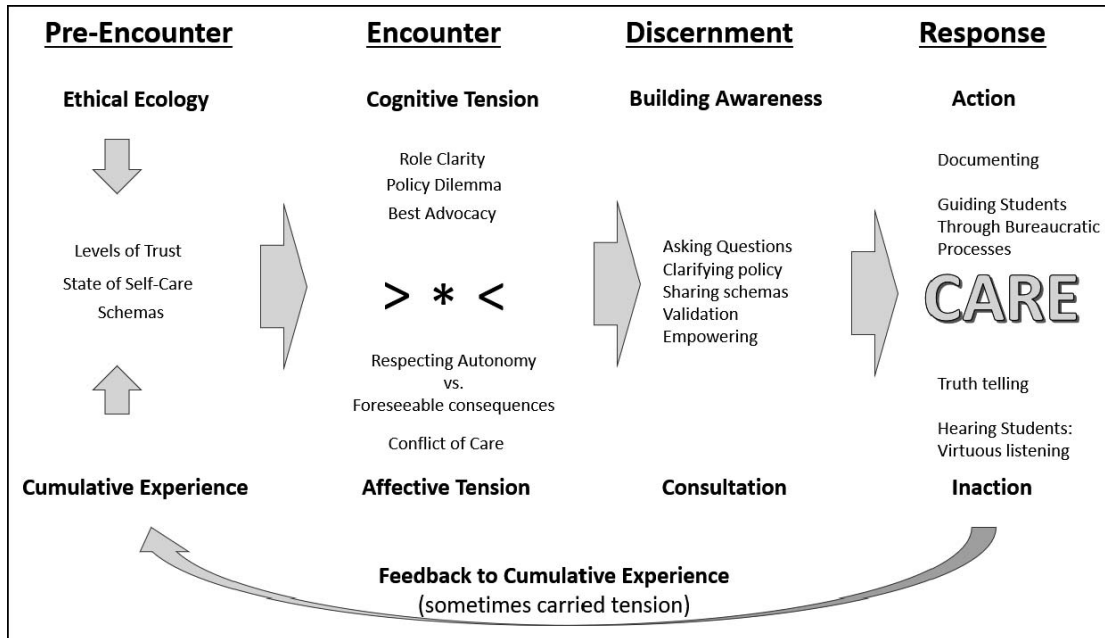 Pre-Encounter
Ethical Ecology
Levels of Trust
State of Self-Care
Schemas
Cumulative Experience
Encounter
Cognitive Tension
Role Clarity
Policy Dilemma
Best Advocacy
> * <
Respecting Autonomy
vs.
Foreseeable consequences
Conflict of Care
Affective Tension
Discernment
Building Awareness
Asking Questions
Clarifying policy
Sharing schemas
Validation
Empowering
Consultation
Response
Action
Documenting
Guiding Students
Through Bureaucratic
Processes
CARE
Truth telling
Hearing Students:
Virtuous listening
Inaction
Feedback to Cumulative Experience
(sometimes carried tension)